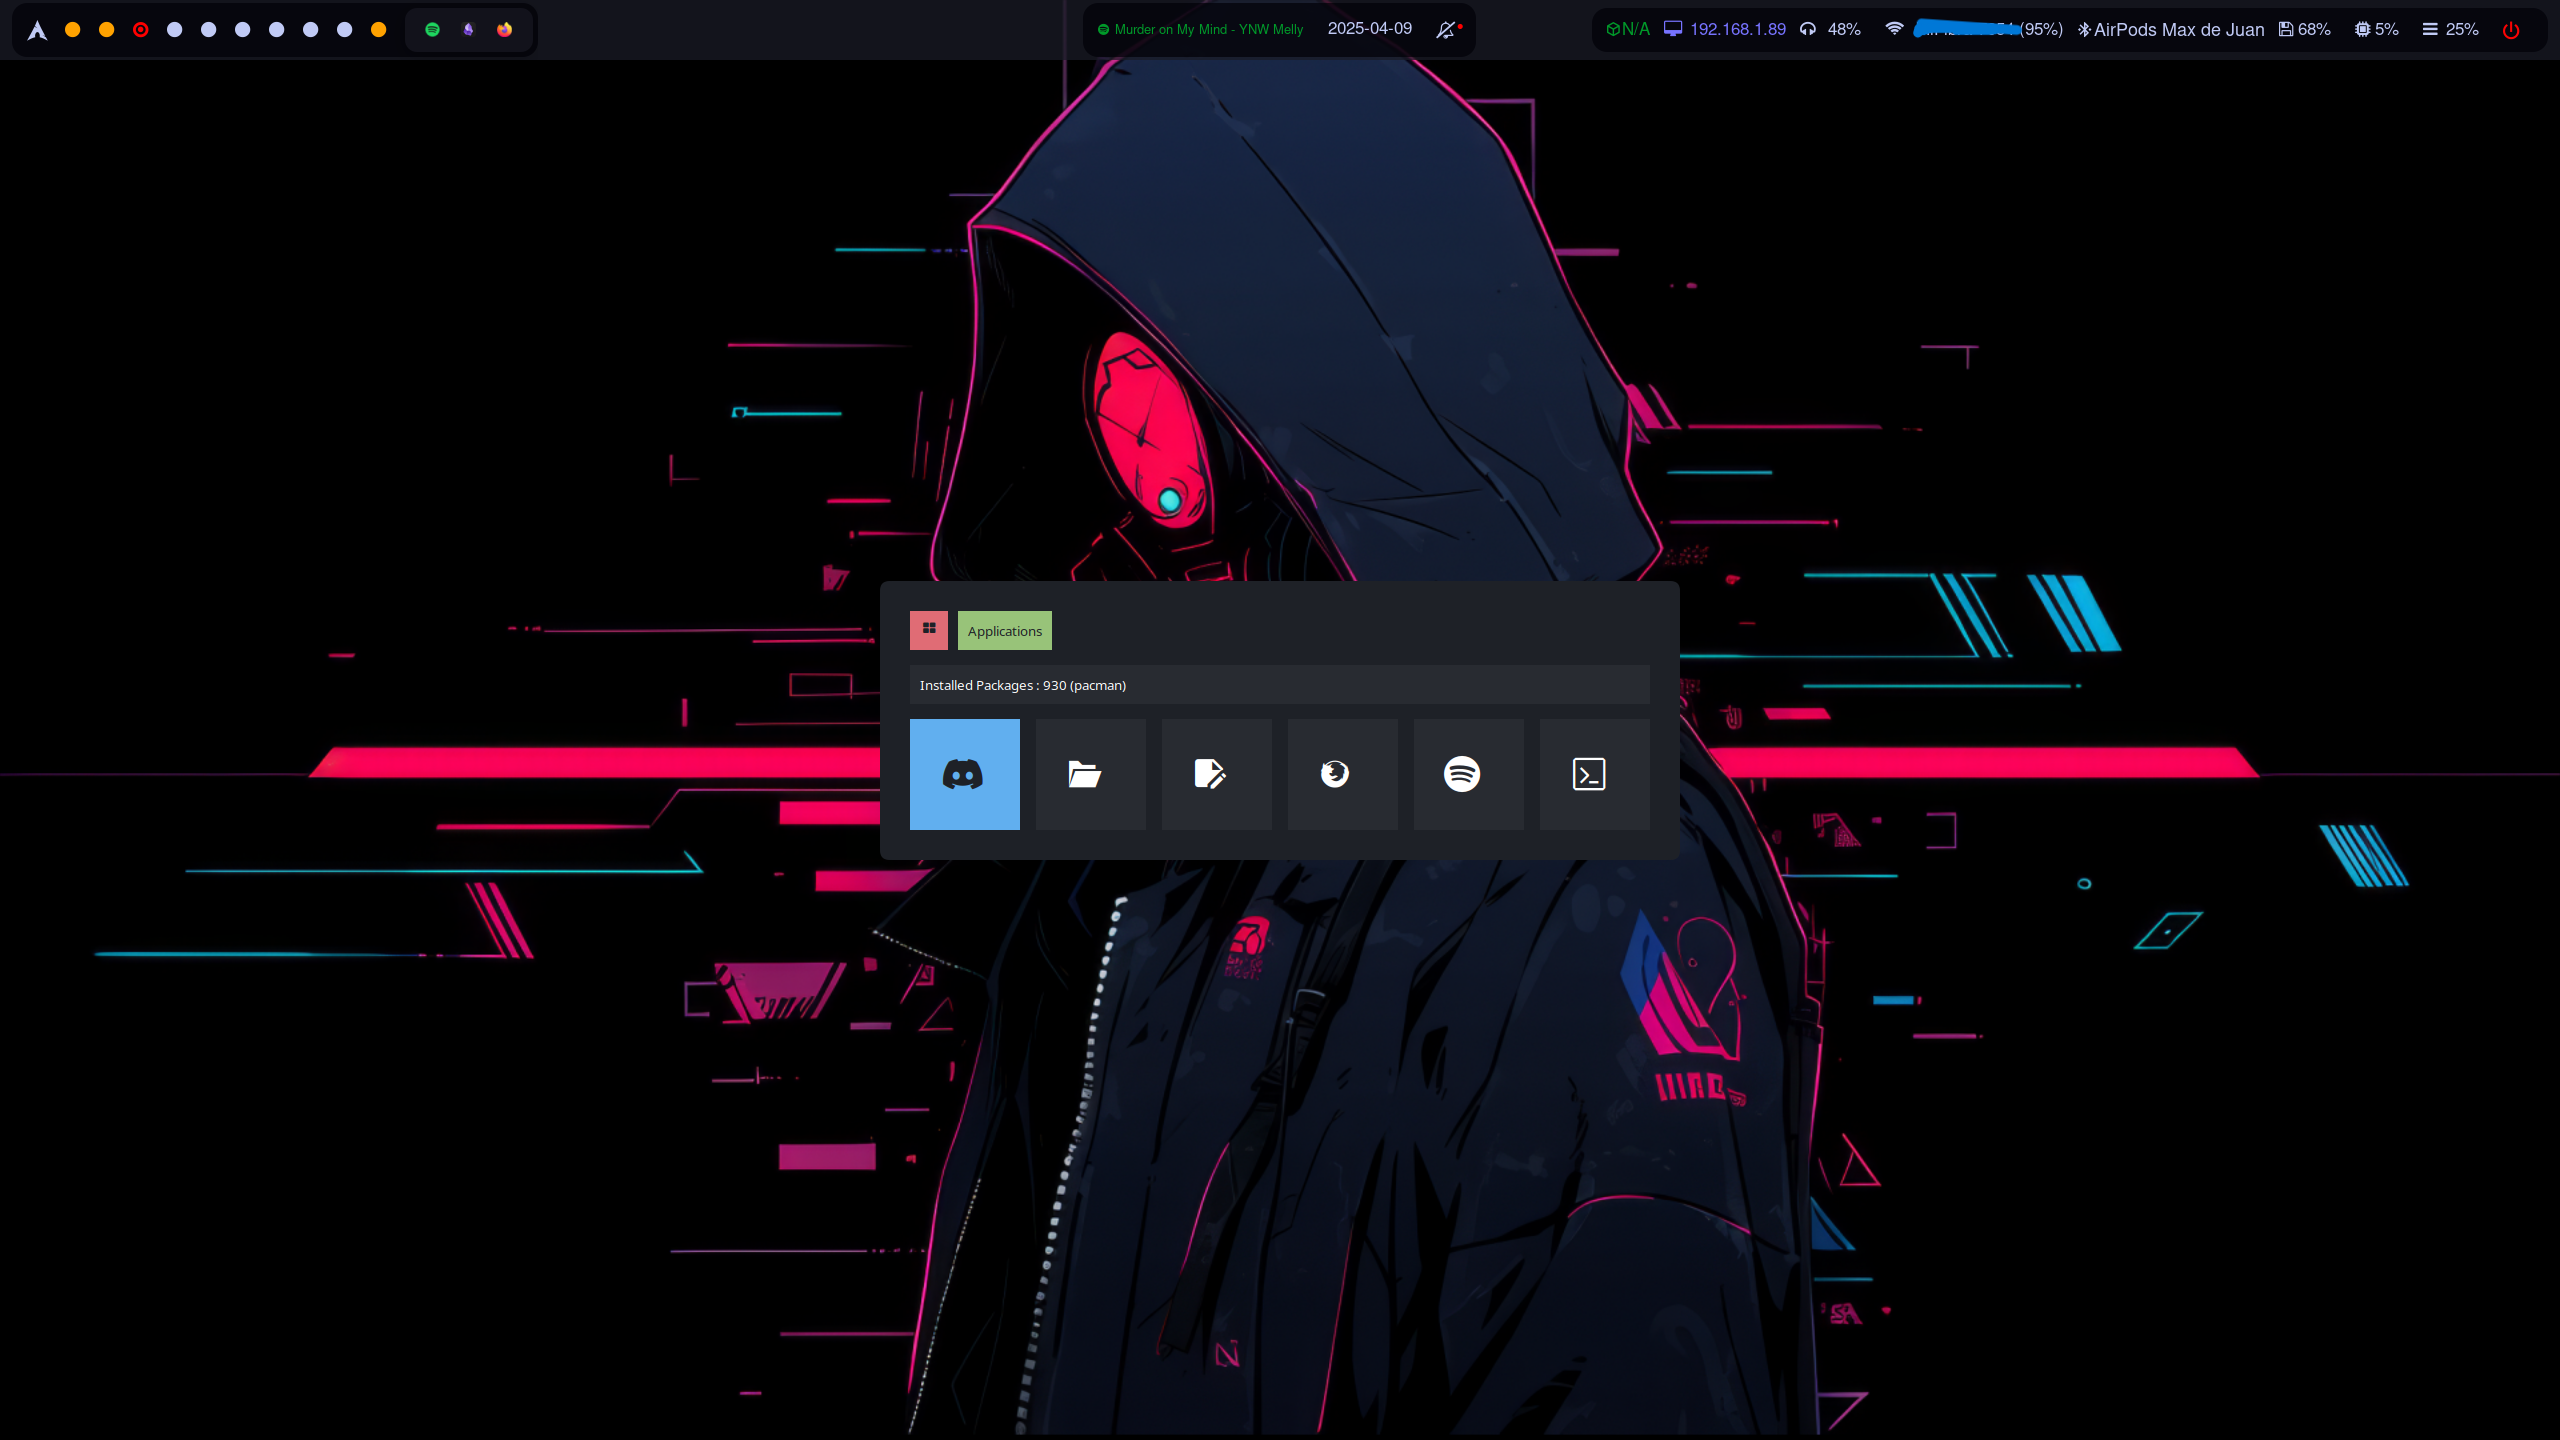 Murder on My Mind - YNW Melly
2025-04-09
N/A
192.168.1.89
48%
(95%)
AirPods Max de Juan
68%
5%
25%
Applications
Installed Packages : 930 (pacman)